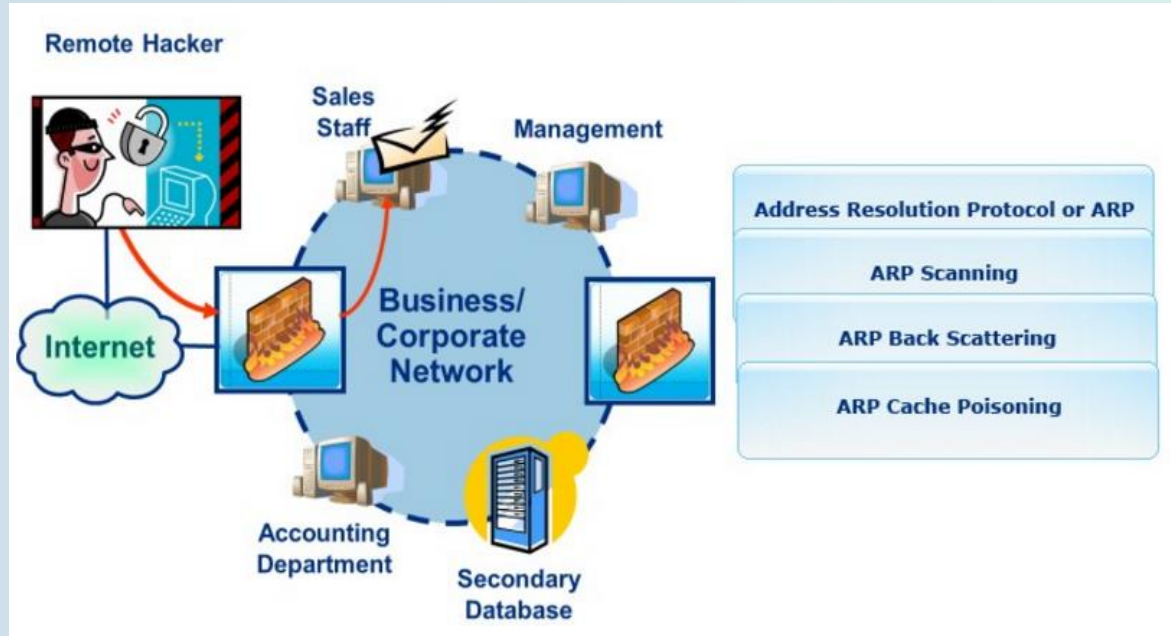 Remote Hacker
Sales
Staff
Management
Internet
Business/
Corporate
Network
Accounting
Department
Secondary
Database
Address Resolution Protocol or ARP
ARP Scanning
ARP Back Scattering
ARP Cache Poisoning